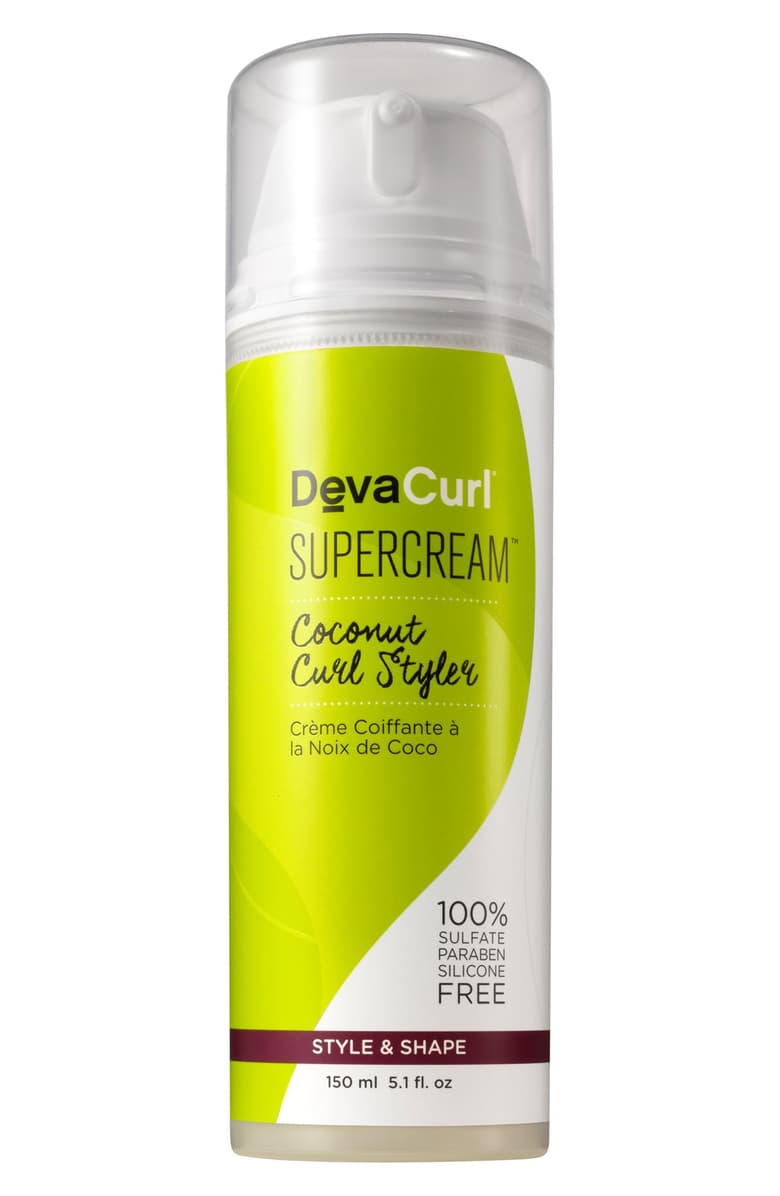 DevaCurl®
SUPERCREAM™
Coconut
Curl Styler
Crème Coiffante à
la Noix de Coco
100%
SULFATE
PARABEN
SILICONE
FREE
STYLE & SHAPE
150 ml 5.1 fl. oz